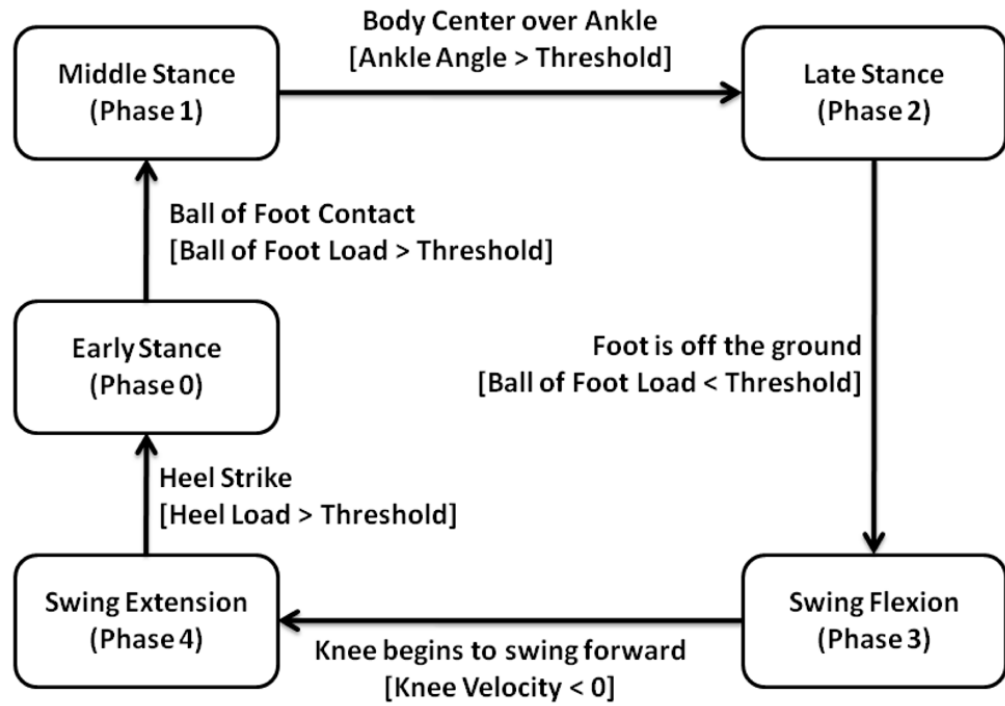 Body Center over Ankle
[Ankle Angle > Threshold]
Middle Stance
(Phase 1)
Late Stance
(Phase 2)
Ball of Foot Contact
[Ball of Foot Load > Threshold]
Early Stance
(Phase 0)
Foot is off the ground
[Ball of Foot Load < Threshold]
Heel Strike
[Heel Load > Threshold]
Swing Extension
(Phase 4)
Swing Flexion
(Phase 3)
Knee begins to swing forward
[Knee Velocity < 0]